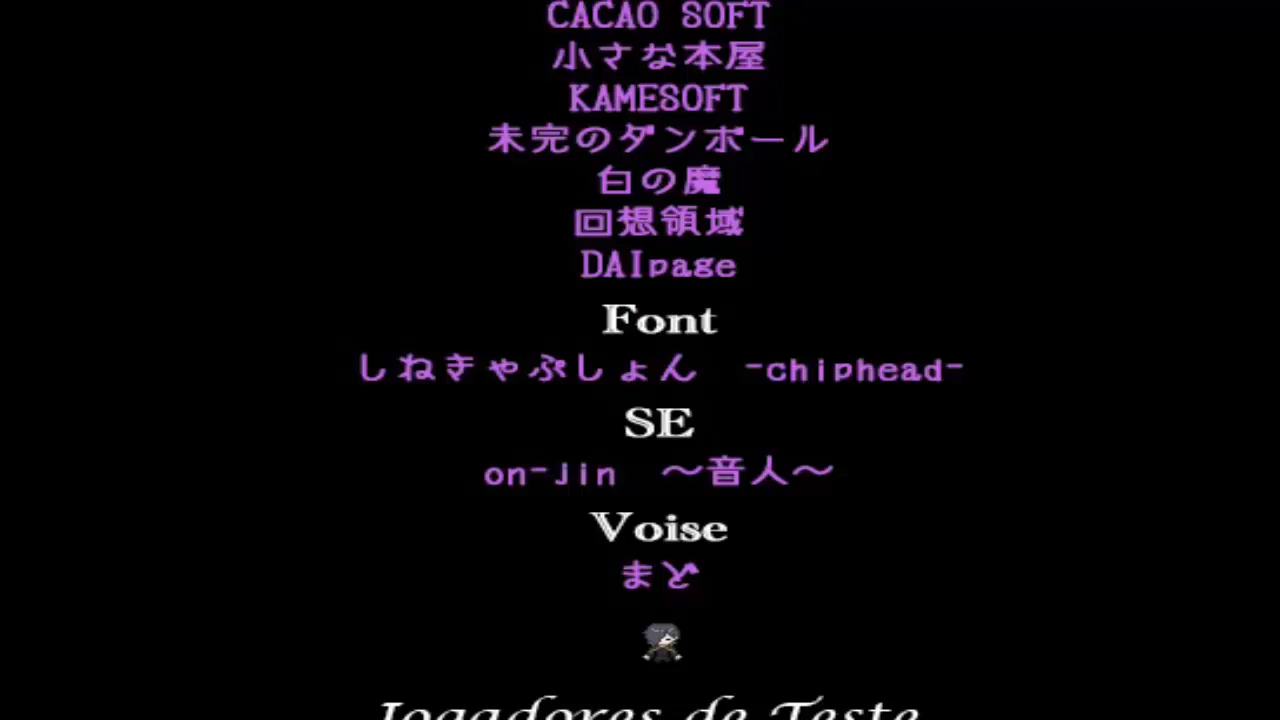 CACAO SOFT
小さな本屋
KAMESOFT
未完のダンボール
白の魔
回想領域
DAIpage
Font
しねきゃぷしょん　-chiphead-
SE
on-Jin　～音人～
Voise
まど
Jogadores de Teste